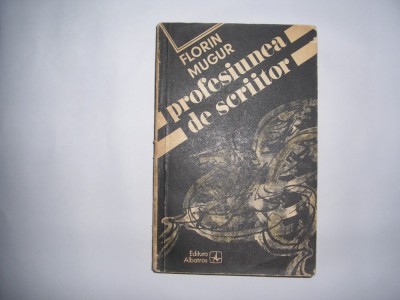 FLORIN
MUGUR
profesiunea
de scriitor
Editura
Albatros